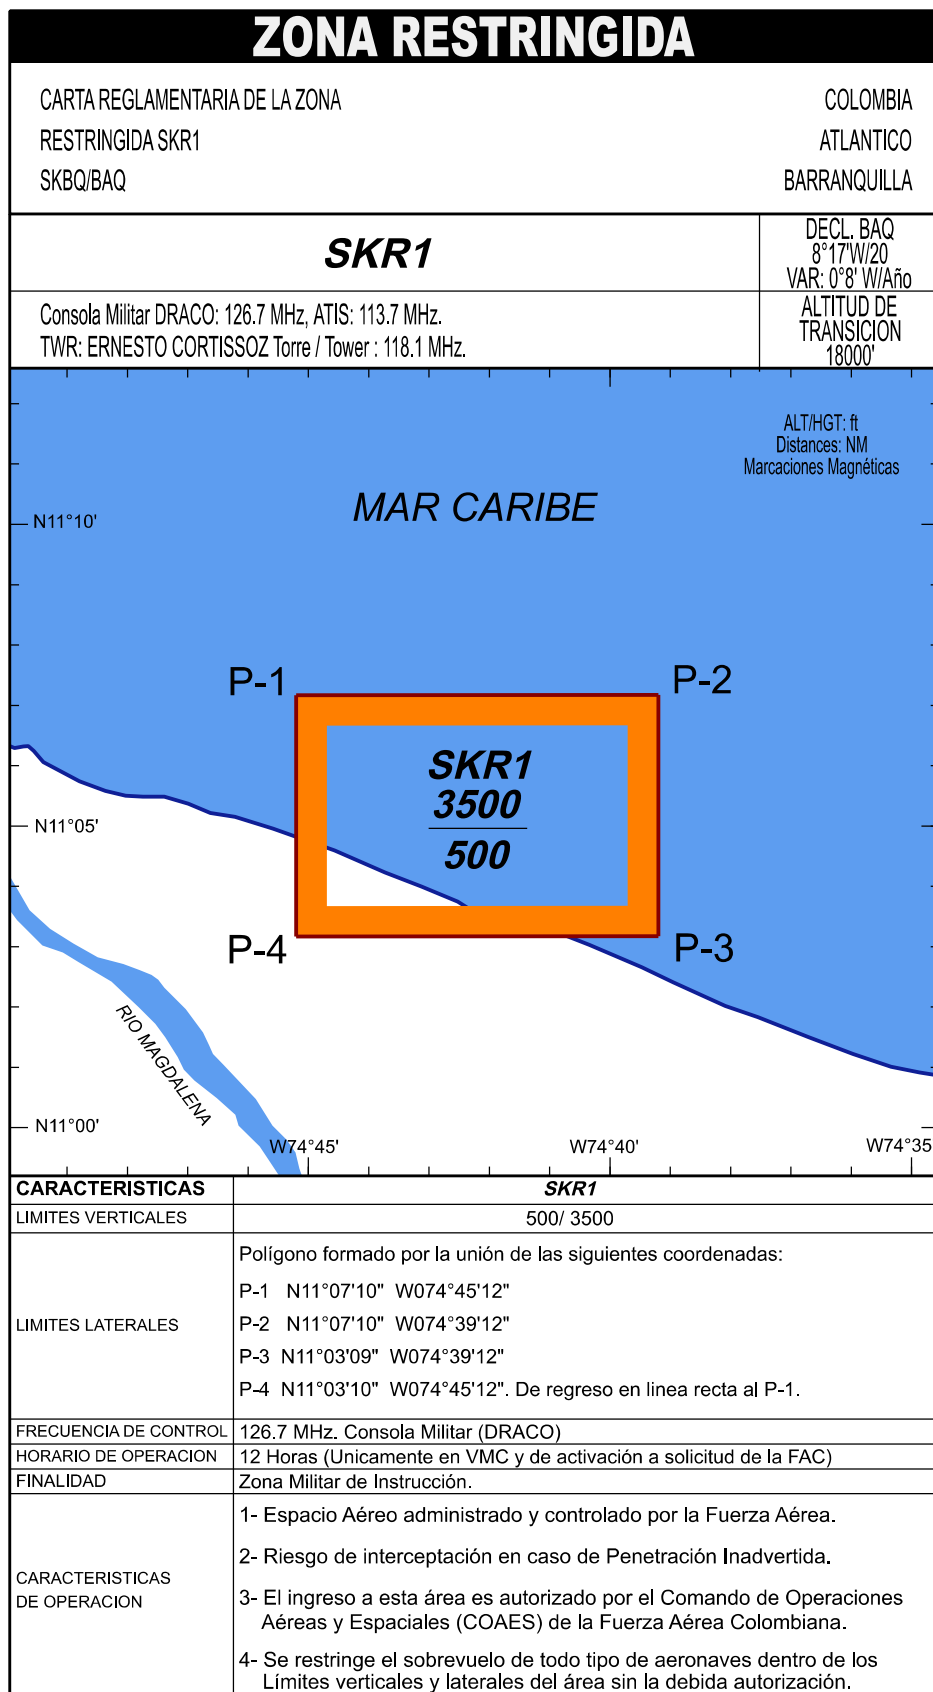 ZONA RESTRINGIDA
CARTA REGLAMENTARIA DE LA ZONA
RESTRINGIDA SKR1
SKBQ/BAQ
COLOMBIA
ATLANTICO
BARRANQUILLA
SKR1
DECL. BAQ
8°17'W/20
VAR: 0°8' W/Año
Consola Militar DRACO: 126.7 MHz, ATIS: 113.7 MHz.
TWR: ERNESTO CORTISSOZ Torre / Tower : 118.1 MHz.
ALTITUD DE
TRANSICION
18000'
ALT/HGT: ft
Distances: NM
Marcaciones Magnéticas
MAR CARIBE
N11°10'
P-1
P-2
SKR1
3500
500
N11°05'
P-4
P-3
RIO MAGDALENA
N11°00'
W74°45'
W74°40'
W74°35
CARACTERISTICAS
SKR1
LIMITES VERTICALES
500/ 3500
LIMITES LATERALES
Polígono formado por la unión de las siguientes coordenadas:
P-1 N11°07'10" W074°45'12"
P-2 N11°07'10" W074°39'12"
P-3 N11°03'09" W074°39'12"
P-4 N11°03'10" W074°45'12". De regreso en linea recta al P-1.
FRECUENCIA DE CONTROL
126.7 MHz. Consola Militar (DRACO)
HORARIO DE OPERACION
12 Horas (Unicamente en VMC y de activación a solicitud de la FAC)
FINALIDAD
Zona Militar de Instrucción.
CARACTERISTICAS
DE OPERACION
1- Espacio Aéreo administrado y controlado por la Fuerza Aérea.
2- Riesgo de interceptación en caso de Penetración Inadvertida.
3- El ingreso a esta área es autorizado por el Comando de Operaciones
Aéreas y Espaciales (COAES) de la Fuerza Aérea Colombiana.
4- Se restringe el sobrevuelo de todo tipo de aeronaves dentro de los
Límites verticales y laterales del área sin la debida autorización.